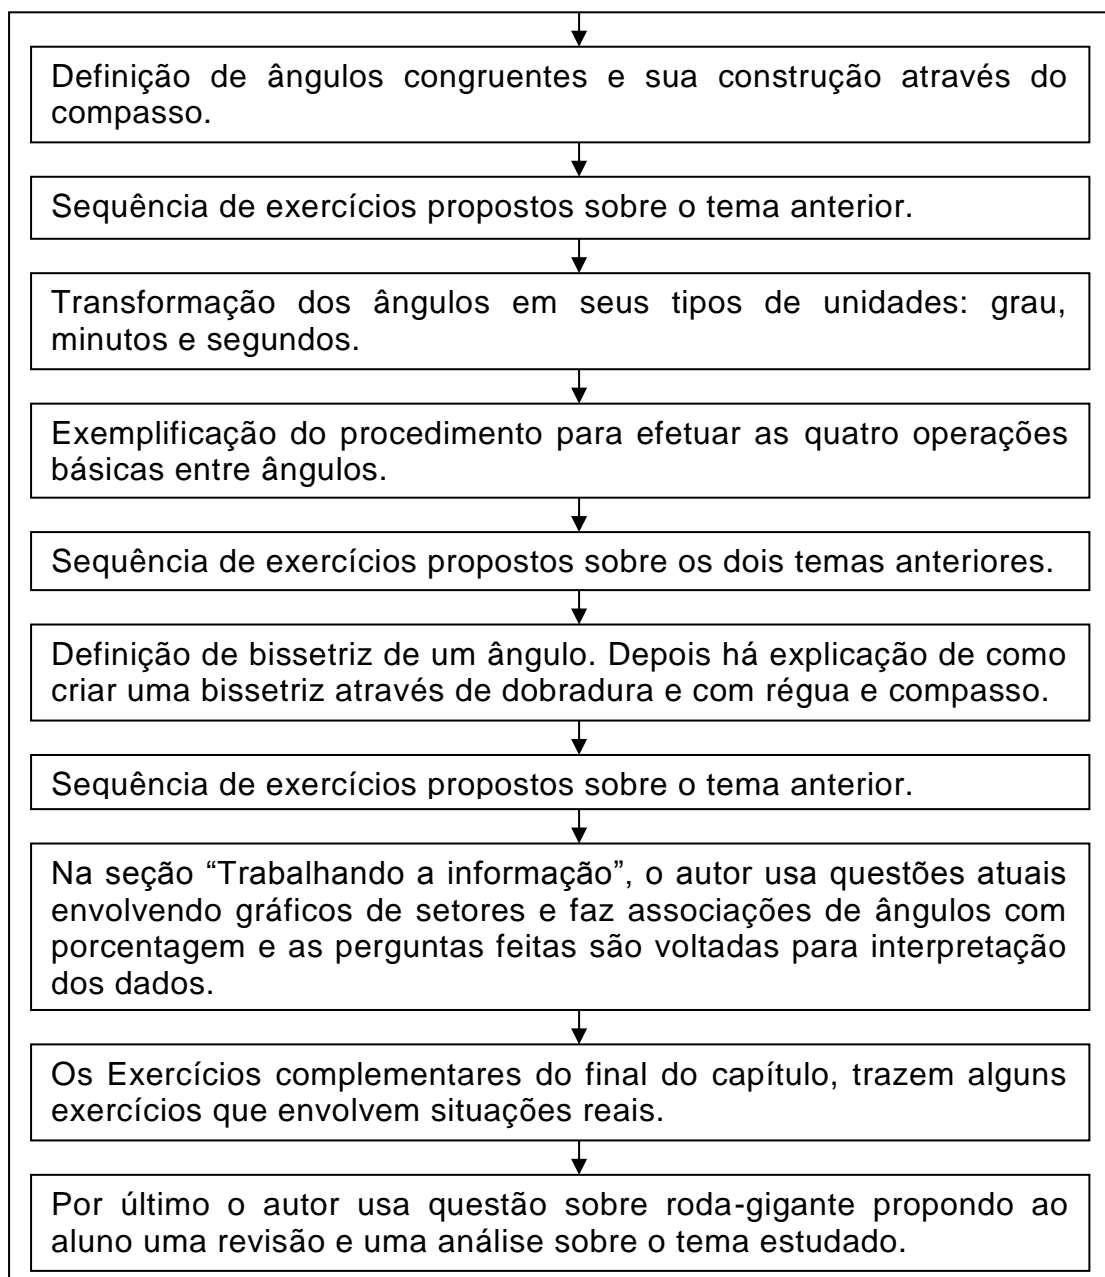 Definição de ângulos congruentes e sua construção através do
compasso.
Sequência de exercícios propostos sobre o tema anterior.
Transformação dos ângulos em seus tipos de unidades: grau,
minutos e segundos.
Exemplificação do procedimento para efetuar as quatro operações
básicas entre ângulos.
Sequência de exercícios propostos sobre os dois temas anteriores.
Definição de bissetriz de um ângulo. Depois há explicação de como
criar uma bissetriz através de dobradura e com régua e compasso.
Sequência de exercícios propostos sobre o tema anterior.
Na seção “Trabalhando a informação”, o autor usa questões atuais
envolvendo gráficos de setores e faz associações de ângulos com
porcentagem e as perguntas feitas são voltadas para interpretação
dos dados.
Os Exercícios complementares do final do capítulo, trazem alguns
exercícios que envolvem situações reais.
Por último o autor usa questão sobre roda-gigante propondo ao
aluno uma revisão e uma análise sobre o tema estudado.